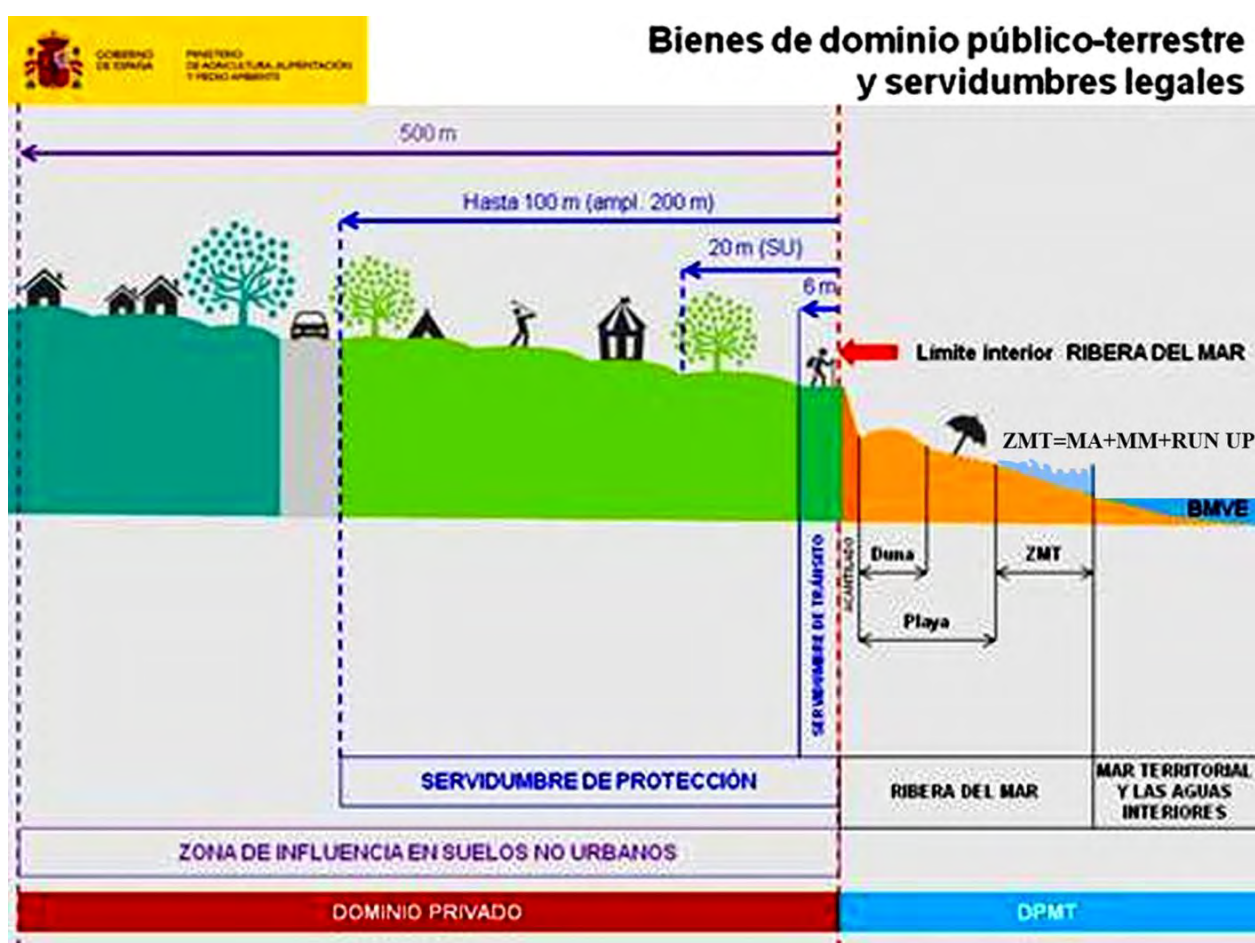 GOBIERNO
DE ESPAÑA
MINISTERIO
DE AGRICULTURA, ALIMENTACIÓN
Y MEDIO AMBIENTE
Bienes de dominio público-terrestre
y servidumbres legales
500 m
Hasta 100 m (ampl. 200 m)
20 m (SU)
6 m
Límite interior RIBERA DEL MAR
ZMT=MA+MM+RUN UP
BMVE
SERVIDUMBRE DE TRÁNSITO
ACANTILADO
Duna
ZMT
Playa
SERVIDUMBRE DE PROTECCIÓN
RIBERA DEL MAR
MAR TERRITORIAL
Y LAS AGUAS
INTERIORES
ZONA DE INFLUENCIA EN SUELOS NO URBANOS
DOMINIO PRIVADO
DPMT